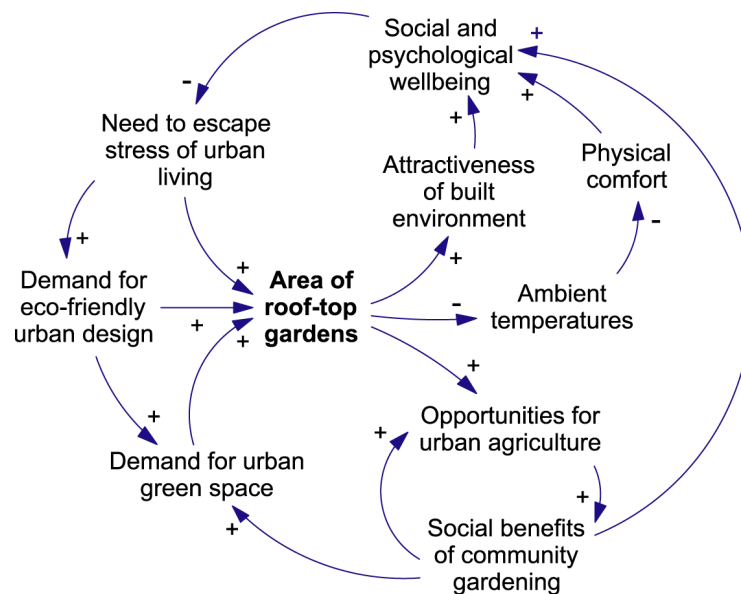 Social and
psychological
wellbeing
+
-
+
Need to escape
stress of urban
living
+
Attractiveness
of built
environment
Physical
comfort
+
-
Demand for
eco-friendly
urban design
+
Area of
roof-top
gardens
+
-
Ambient
temperatures
+
+
+
+
Opportunities for
urban agriculture
+
Demand for urban
green space
+
+
Social benefits
of community
gardening